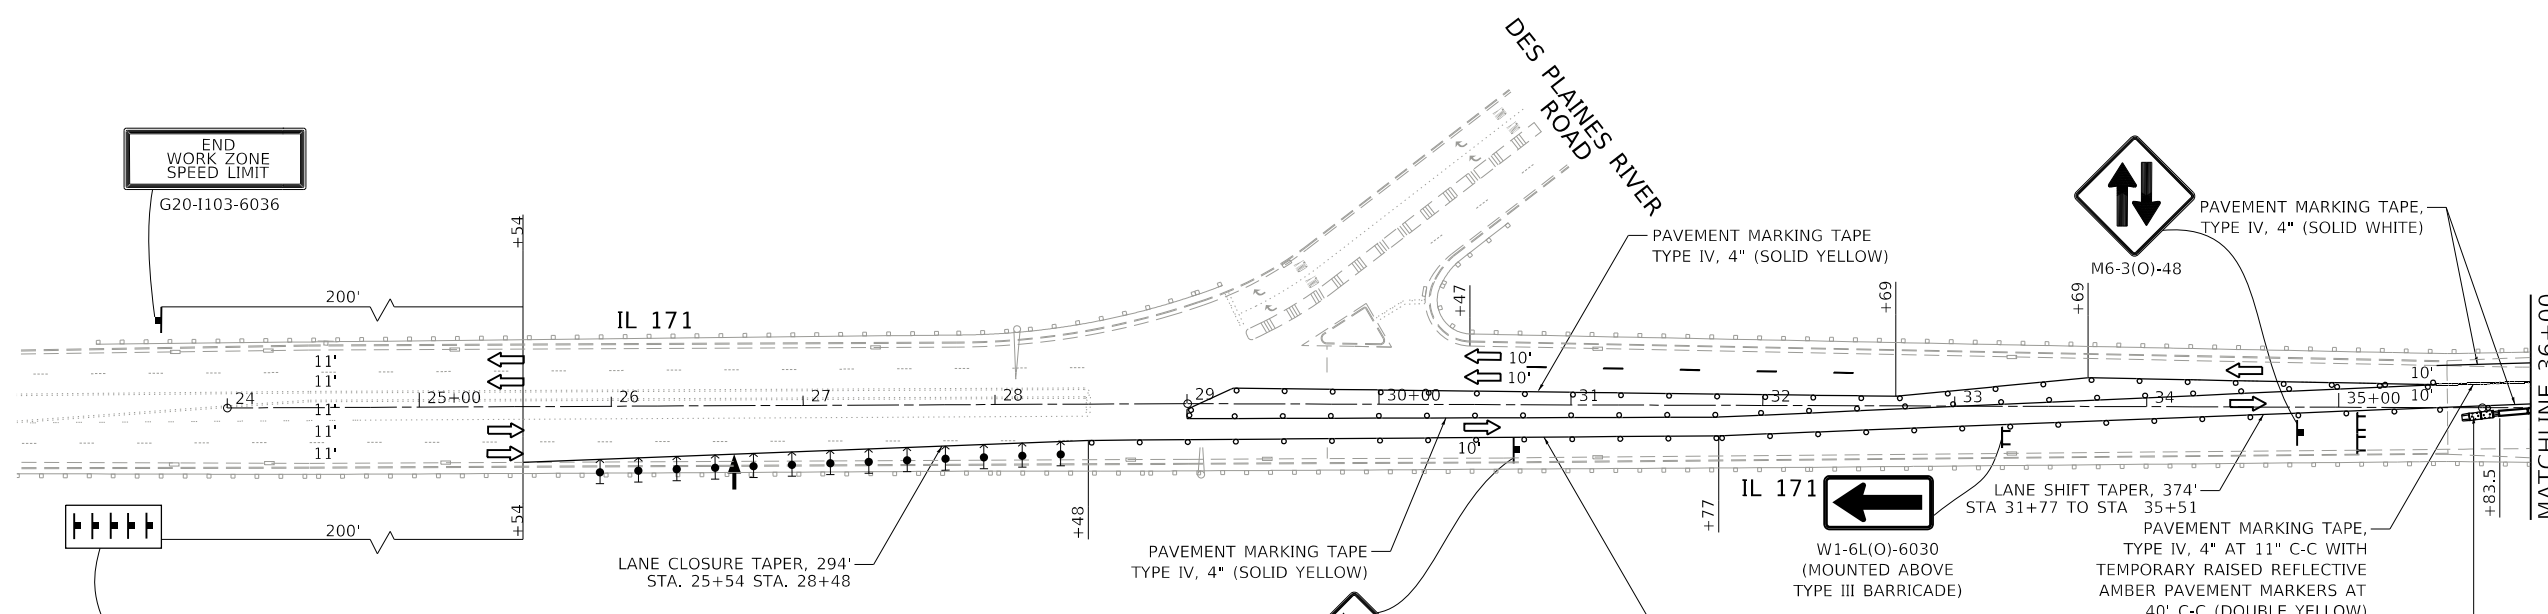 DES PLAINES RIVER
ROAD
END
WORK ZONE
SPEED LIMIT
G20-I103-6036
+54
200'
IL 171
PAVEMENT MARKING TAPE
TYPE IV, 4" (SOLID YELLOW)
+47
+69
+69
M6-3(O)-48
PAVEMENT MARKING TAPE,
TYPE IV, 4" (SOLID WHITE)
MATCHLINE 36+00
11'
11'
11'
11'
11'
10'
10'
10'
10'
10'
24
25+00
26
27
28
29
30+00
31
32
33
34
35+00
200'
+54
LANE CLOSURE TAPER, 294'
STA. 25+54 STA. 28+48
+48
PAVEMENT MARKING TAPE
TYPE IV, 4" (SOLID YELLOW)
+77
IL 171
W1-6L(O)-6030
(MOUNTED ABOVE
TYPE III BARRICADE)
LANE SHIFT TAPER, 374'
STA 31+77 TO STA 35+51
+83.5
PAVEMENT MARKING TAPE,
TYPE IV, 4" AT 11" C-C WITH
TEMPORARY RAISED REFLECTIVE
AMBER PAVEMENT MARKERS AT
40' C-C (DOUBLE YELLOW)